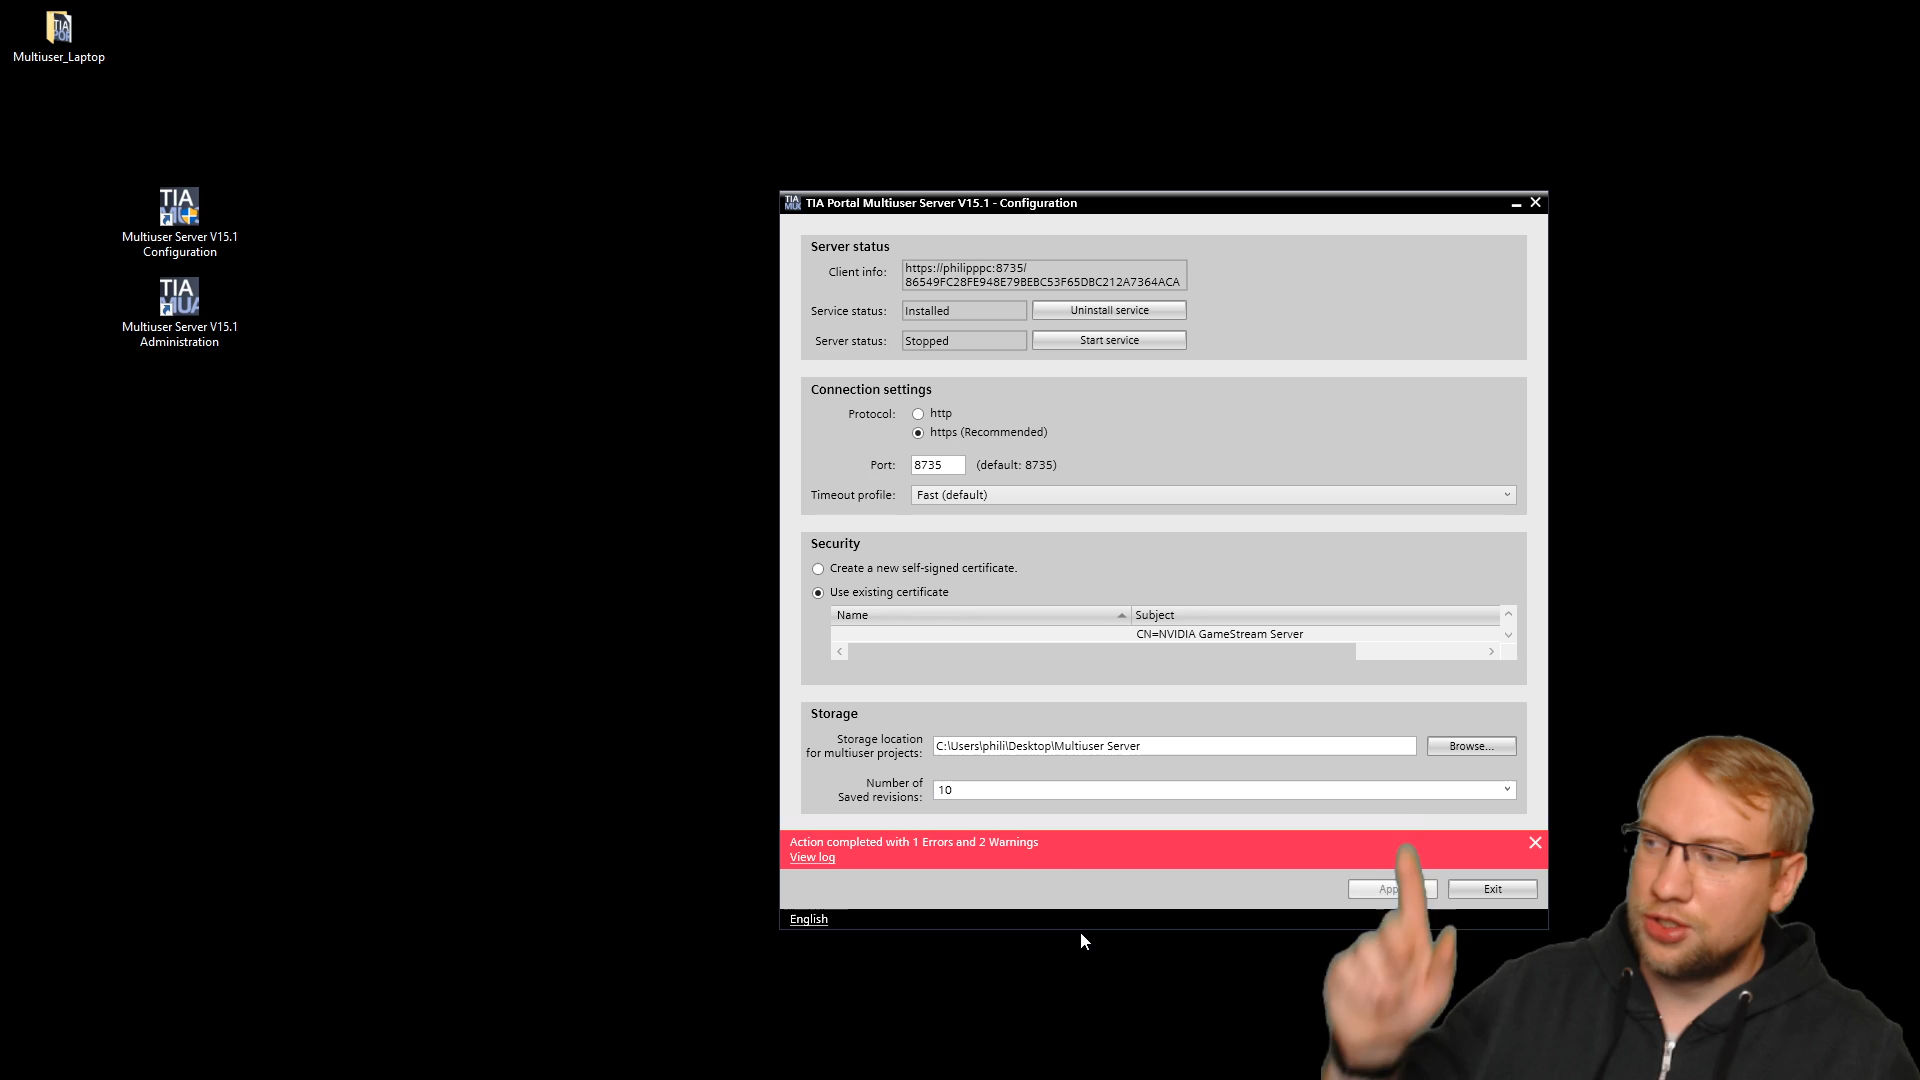 TIA
POR
Multiuser_Laptop
TIA
MU
Multiuser Server V15.1
Configuration
TIA
MUA
Multiuser Server V15.1
Administration
TIA Portal Multiuser Server V15.1 - Configuration
Server status
Client info:
https://philipppc:8735/
86549FC28FE948E79BEBC53F65DBC212A7364ACA
Service status:
Installed
Uninstall service
Server status:
Stopped
Start service
Connection settings
Protocol:
http
https (Recommended)
Port:
8735
(default: 8735)
Timeout profile:
Fast (default)
Security
Create a new self-signed certificate.
Use existing certificate
Name
Subject
CN=NVIDIA GameStream Server
Storage
Storage location
for multiuser projects:
C:\Users\phili\Desktop\Multiuser Server
Browse...
Number of
Saved revisions:
10
Action completed with 1 Errors and 2 Warnings
View log
Exit
English